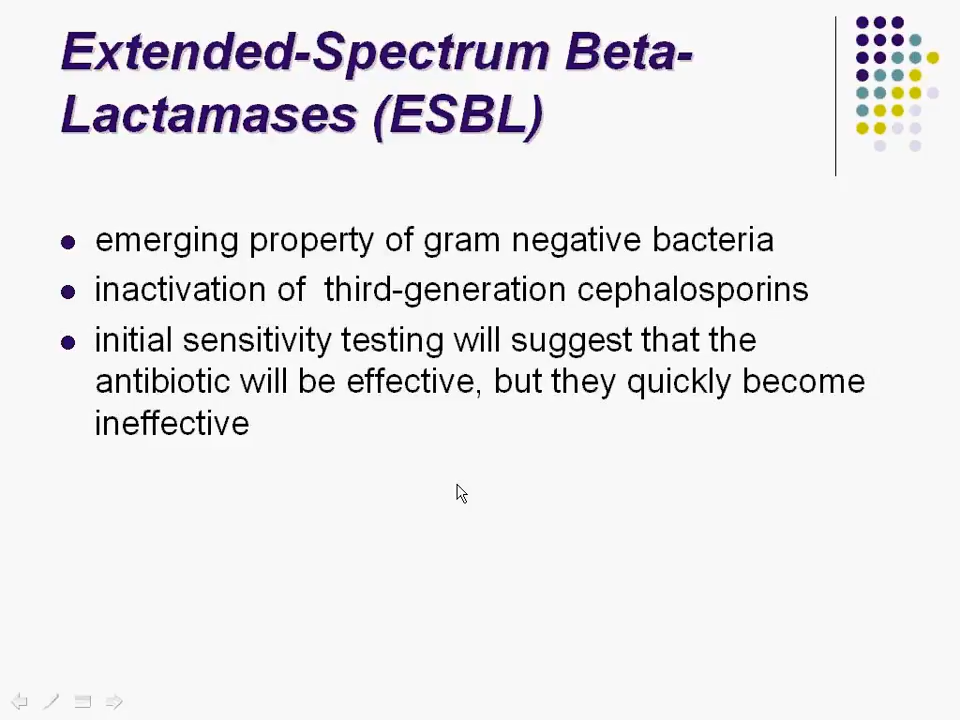 Extended-Spectrum Beta-
Lactamases (ESBL)
emerging property of gram negative bacteria
inactivation of  third-generation cephalosporins
initial sensitivity testing will suggest that the
antibiotic will be effective, but they quickly become
ineffective